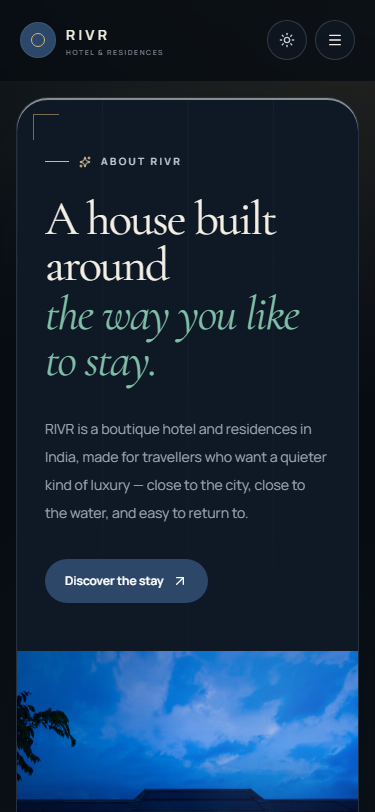 RIVR
HOTEL & RESIDENCES
ABOUT RIVR
A house built
around
the way you like
to stay.
RIVR is a boutique hotel and residences in
India, made for travellers who want a quieter
kind of luxury — close to the city, close to
the water, and easy to return to.
Discover the stay